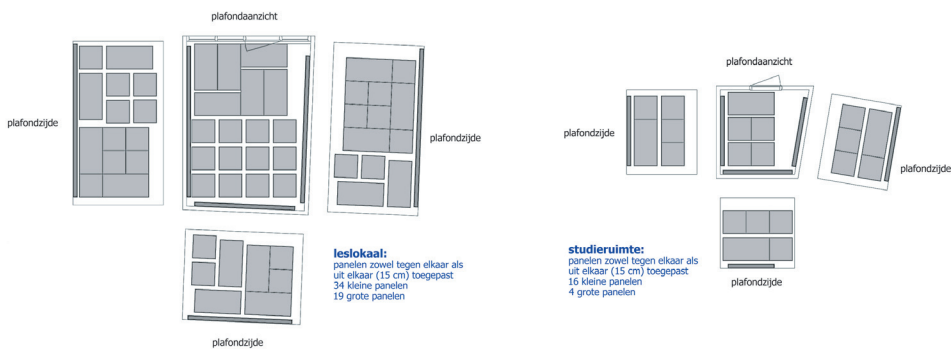 plafondaanzicht
plafondzijde
plafondzijde
leslokaal:
panelen zowel tegen elkaar als
uit elkaar (15 cm) toegepast
34 kleine panelen
19 grote panelen
plafondzijde
plafondaanzicht
plafondzijde
plafondzijde
studieruimte:
panelen zowel tegen elkaar als
uit elkaar (15 cm) toegepast
16 kleine panelen
4 grote panelen
plafondzijde